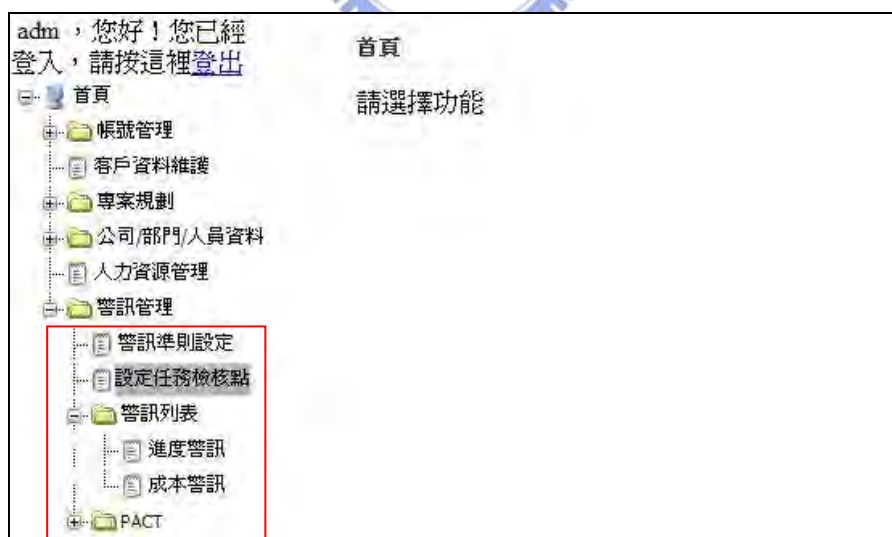 adm，您好！您已經
登入，請按這裡登出
首頁
帳號管理
客戶資料維護
專案規劃
公司/部門/人員資料
人力資源管理
警訊管理
警訊準則設定
設定任務檢核點
警訊列表
進度警訊
成本警訊
PACT
首頁
請選擇功能